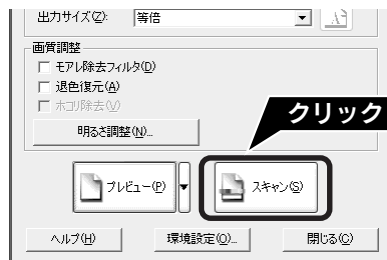 出力サイズ(Z): 等倍
画質調整
モアレ除去フィルタ(D)
退色復元(A)
ホコリ除去(V)
クリック
明るさ調整(N)...
プレビュー(P) スキャン(S)
ヘルプ(H) 環境設定(O)... 閉じる(C)